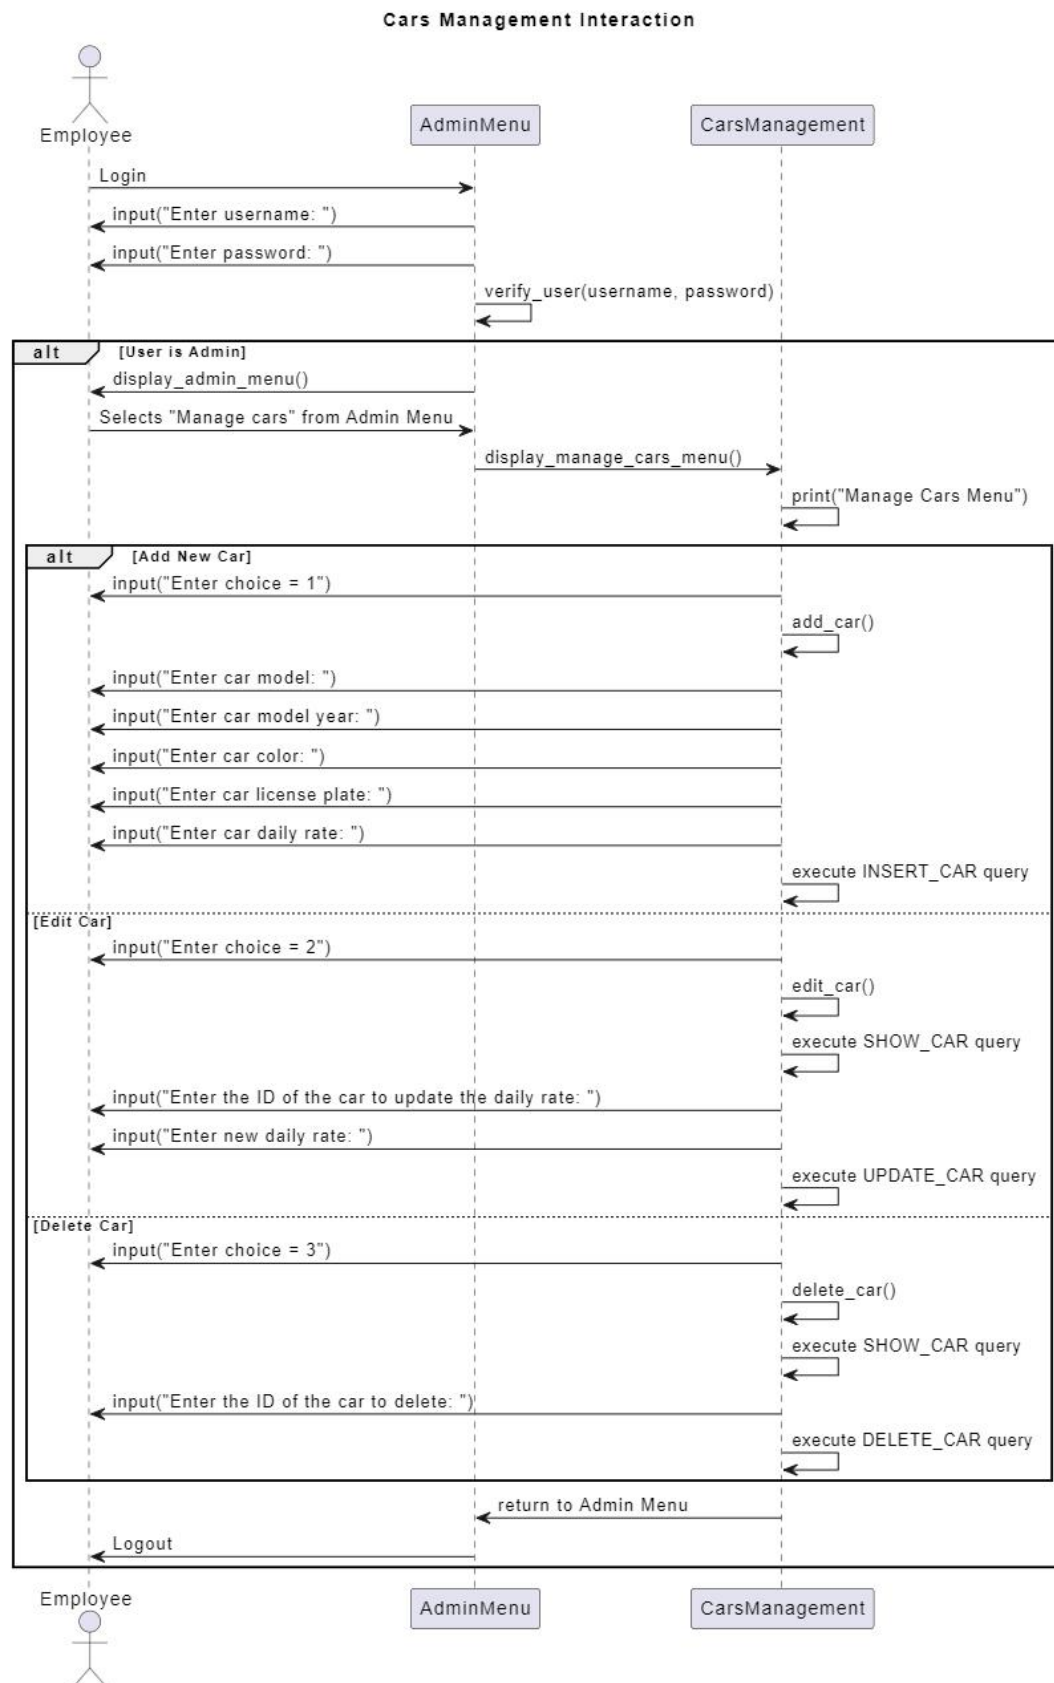 Cars Management Interaction
Employee
AdminMenu
CarsManagement
Login
input("Enter username: ")
input("Enter password: ")
verify_user(username, password)
alt
[User is Admin]
display_admin_menu()
Selects "Manage cars" from Admin Menu
display_manage_cars_menu()
print("Manage Cars Menu")
alt
[Add New Car]
input("Enter choice = 1")
add_car()
input("Enter car model: ")
input("Enter car model year: ")
input("Enter car color: ")
input("Enter car license plate: ")
input("Enter car daily rate: ")
execute INSERT_CAR query
[Edit Car]
input("Enter choice = 2")
edit_car()
execute SHOW_CAR query
input("Enter the ID of the car to update the daily rate: ")
input("Enter new daily rate: ")
execute UPDATE_CAR query
[Delete Car]
input("Enter choice = 3")
delete_car()
execute SHOW_CAR query
input("Enter the ID of the car to delete: ")
execute DELETE_CAR query
return to Admin Menu
Logout
Employee
AdminMenu
CarsManagement